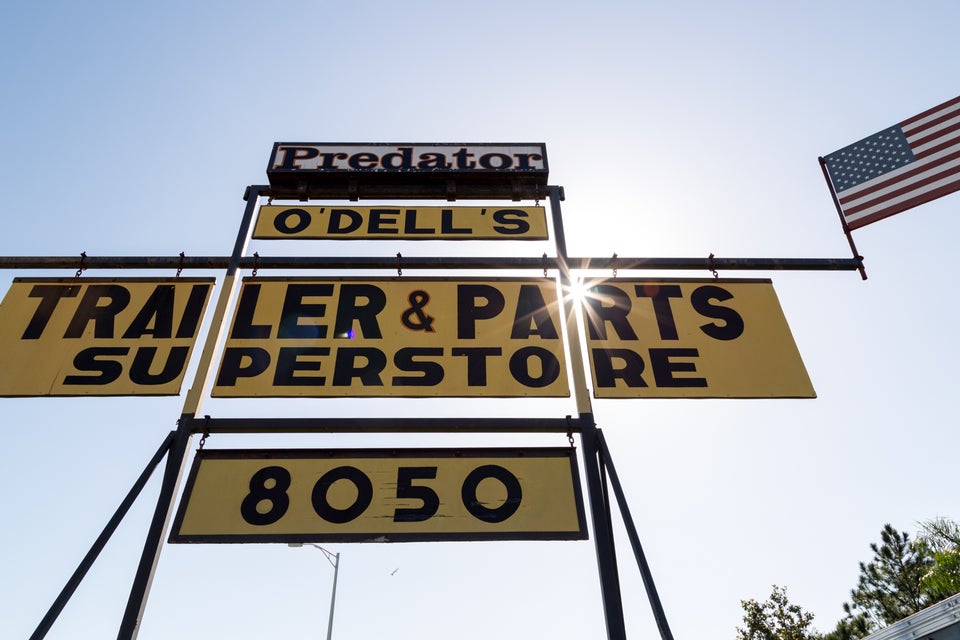 Predator
O'DELL'S
TRAILER & PARTS
SUPERSTORE
8050